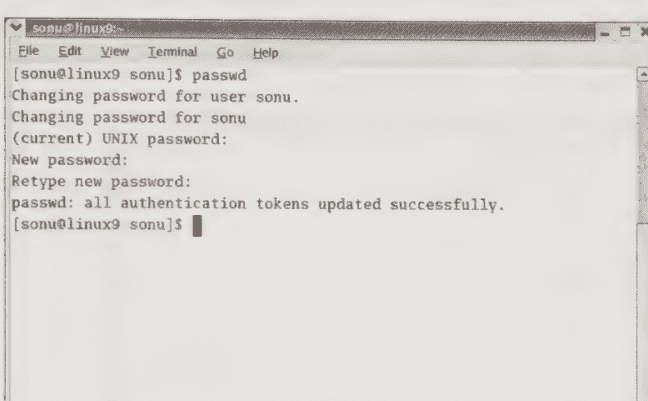 sonu@linux9:~
File Edit View Terminal Go Help
[sonu@linux9 sonu]$ passwd
Changing password for user sonu.
Changing password for sonu
(current) UNIX password:
New password:
Retype new password:
passwd: all authentication tokens updated successfully.
[sonu@linux9 sonu]$